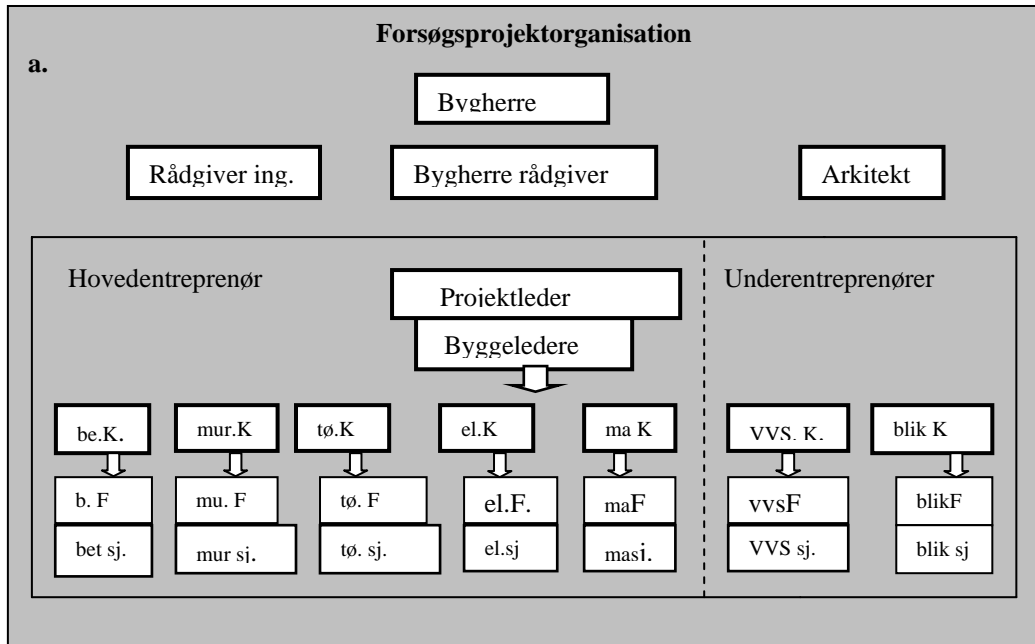 Forsøgsprojektorganisation
a.
Bygherre
Rådgiver ing.
Bygherre rådgiver
Arkitekt
Hovedentreprenør
Underentreprenører
Projektleder
Byggeledere
be.K.
mur.K
tø.K
el.K
ma K
VVS. K.
blik K
b. F
mu. F
tø. F
el.F.
maF
vvsF
blikF
bet sj.
mur sj.
tø. sj.
el.sj
masj.
VVS sj.
blik sj